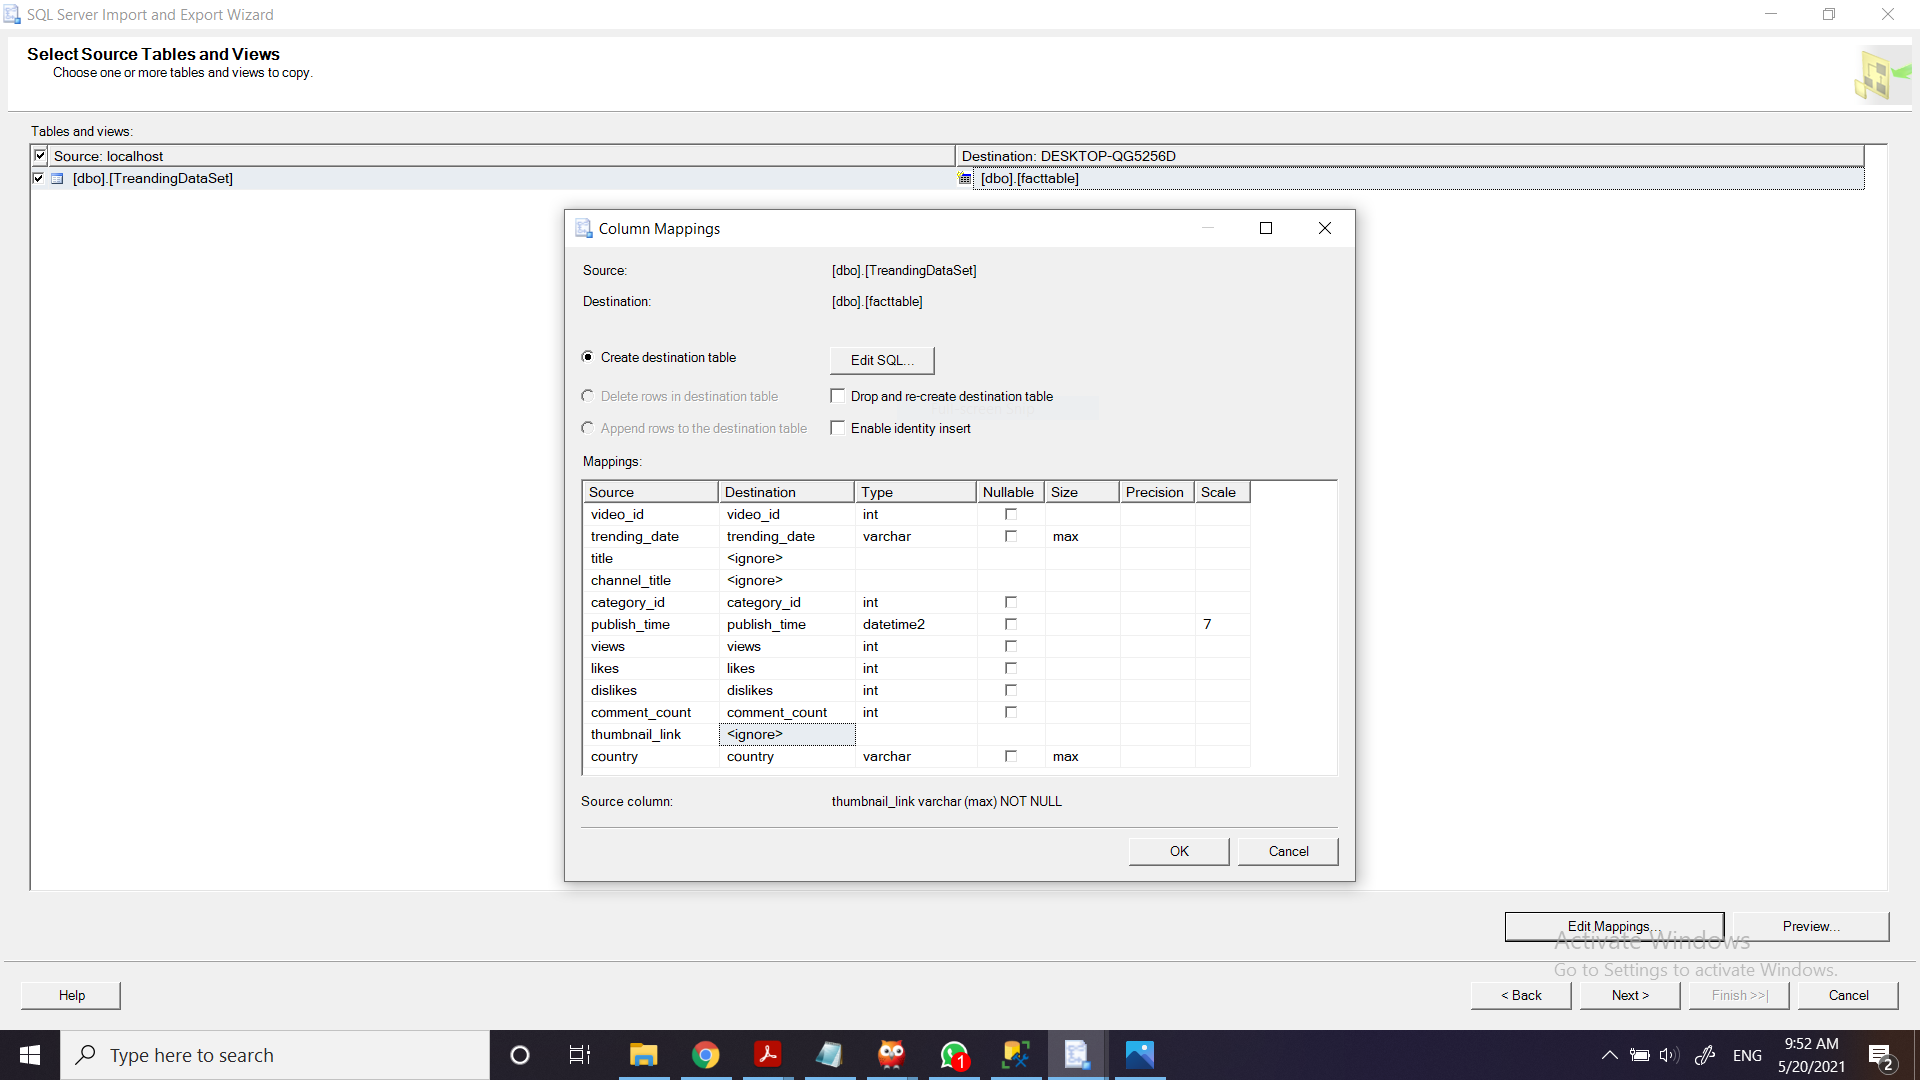 SQL Server Import and Export Wizard
Select Source Tables and Views
Choose one or more tables and views to copy.
Tables and views:
Source: localhost Destination: DESKTOP-QG5256D
[dbo].[TreandingDataSet] [dbo].[facttable]
Column Mappings
Source: [dbo].[TreandingDataSet]
Destination: [dbo].[facttable]
Create destination table Edit SQL...
Delete rows in destination table Drop and re-create destination table
Append rows to the destination table Enable identity insert
Mappings:
Source Destination Type Nullable Size Precision Scale
video_id video_id int
trending_date trending_date varchar max
title <ignore>
channel_title <ignore>
category_id category_id int
publish_time publish_time datetime2 7
views views int
likes likes int
dislikes dislikes int
comment_count comment_count int
thumbnail_link <ignore>
country country varchar max
Source column: thumbnail_link varchar (max) NOT NULL
OK Cancel
Edit Mappings... Preview...
Activate Windows
Go to Settings to activate Windows.
Help < Back Next > Finish >>| Cancel
Type here to search 1 ENG 9:52 AM 2
5/20/2021